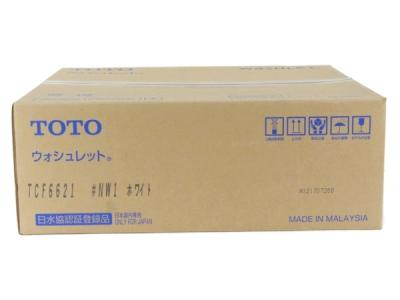 TOTO
ウォシュレット®
TCF6621 #NW1 ホワイト
日水協認証登録品
日本国内専用
ONLY FOR JAPAN
MADE IN MALAYSIA